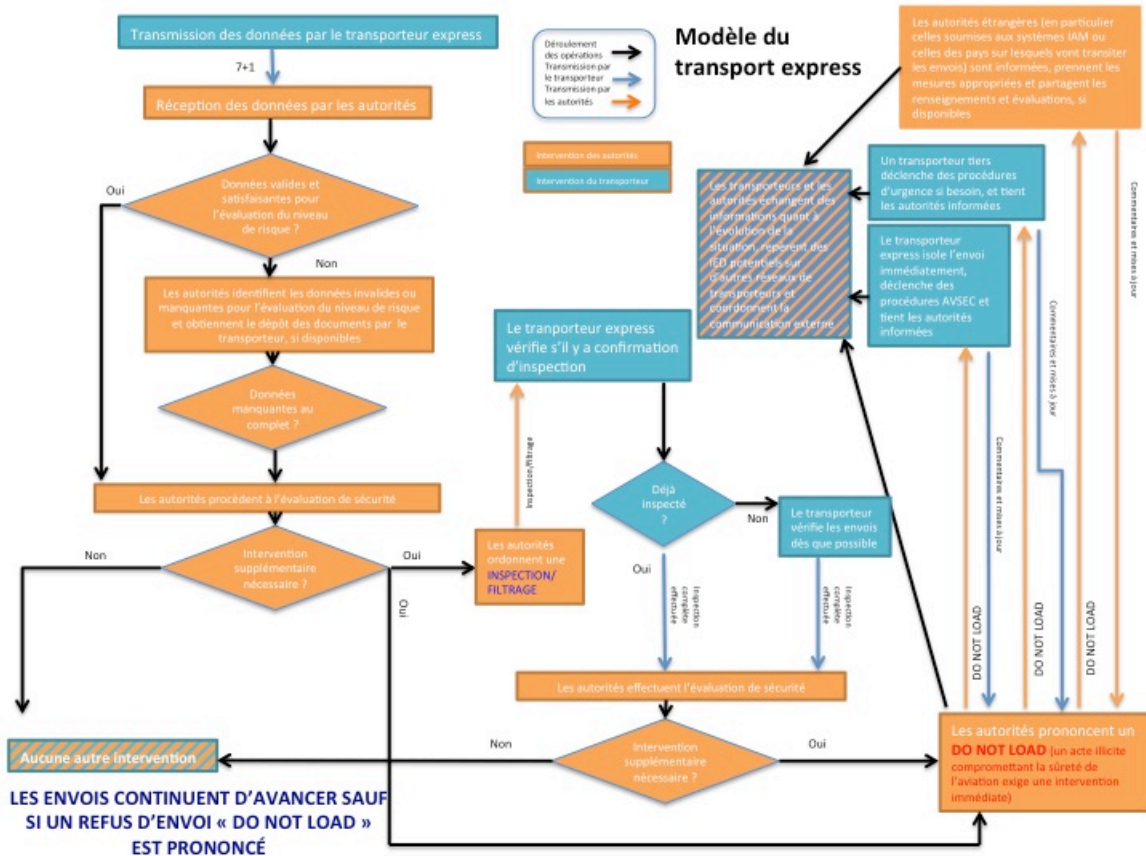 Transmission des données par le transporteur express
7+1
Réception des données par les autorités
Oui
Données valides et
satisfaisantes pour
l'évaluation du niveau
de risque ?
Non
Les autorités identifient les données invalides ou
manquantes pour l'évaluation du niveau de risque
et obtiennent le dépôt des documents par le
transporteur, si disponibles
Données
manquantes au
complet ?
Les autorités procèdent à l'évaluation de sécurité
Non
Intervention
supplémentaire
nécessaire ?
Oui
Oui
Les autorités
ordonnent une
INSPECTION/
FILTRAGE
Inspection/filtrage
Le tranporteur express
vérifie s'il y a confirmation
d'inspection
Déjà
inspecté
?
Non
Le transporteur
vérifie les envois
dès que possible
Oui
Inspection
complète
effectuée
Inspection
complète
effectuée
Les autorités effectuent l'évaluation de sécurité
Non
Intervention
supplémentaire
nécessaire ?
Oui
Aucune autre intervention
LES ENVOIS CONTINUENT D'AVANCER SAUF
SI UN REFUS D'ENVOI « DO NOT LOAD »
EST PRONONCÉ
Déroulement
des opérations
Transmission par
le transporteur
Transmission par
les autorités
Modèle du
transport express
Intervention des autorités
Intervention du transporteur
Les autorités étrangères (en particulier
celles soumises aux systèmes IAM ou
celles des pays sur lesquels vont transiter
les envois) sont informées, prennent les
mesures appropriées et partagent les
renseignements et évaluations, si
disponibles
Les transporteurs et les
autorités échangent des
informations quant à
l'évolution de la
situation, repèrent des
IED potentiels sur
d'autres réseaux de
transporteurs et
coordonnent la
communication externe
Un transporteur tiers
déclenche des procédures
d'urgence si besoin, et tient
les autorités informées
Le transporteur
express isole l'envoi
immédiatement,
déclenche des
procédures AVSEC et
tient les autorités
informées
DO NOT LOAD
Commentaires et mises à jour
DO NOT LOAD
Commentaires et mises à jour
DO NOT LOAD
Commentaires et mises à jour
Les autorités prononcent un
DO NOT LOAD (un acte illicite
compromettant la sûreté de
l'aviation exige une intervention
immédiate)